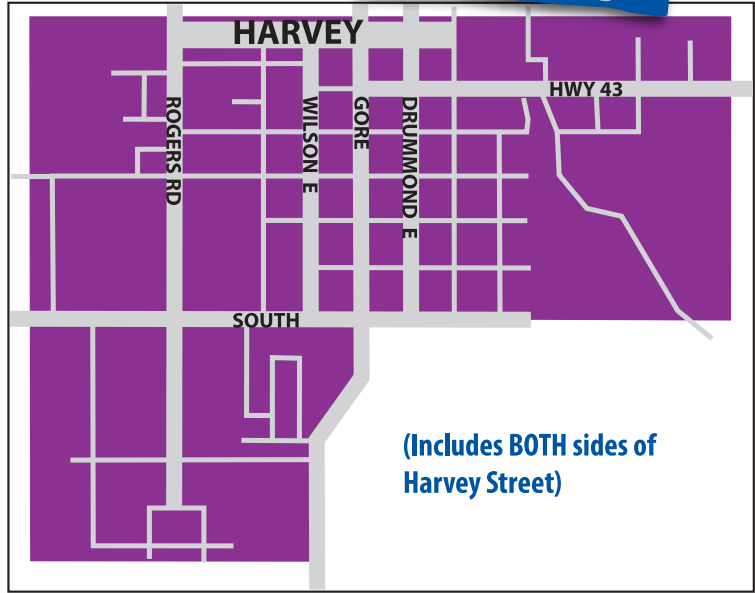 HARVEY
HWY 43
ROGERS RD
WILSON E
GORE
DRUMMOND E
SOUTH
(Includes BOTH sides of
Harvey Street)